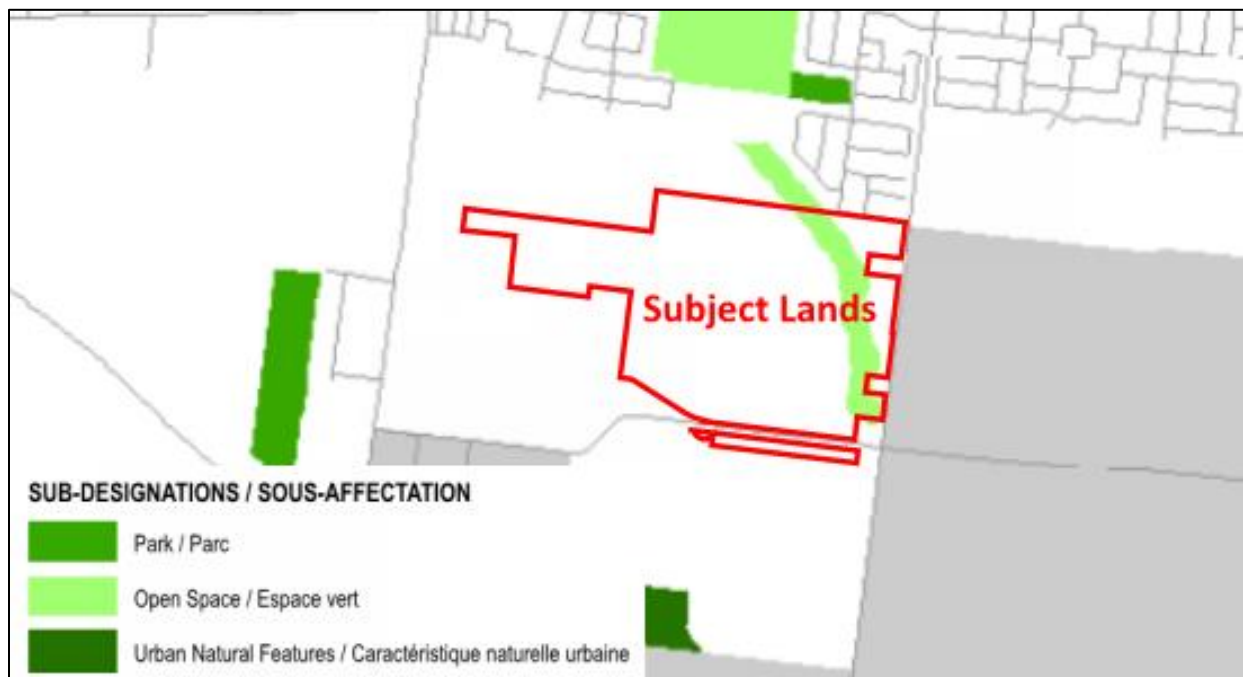 Subject Lands
SUB-DESIGNATIONS / SOUS-AFFECTATION
Park / Parc
Open Space / Espace vert
Urban Natural Features / Caractéristique naturelle urbaine